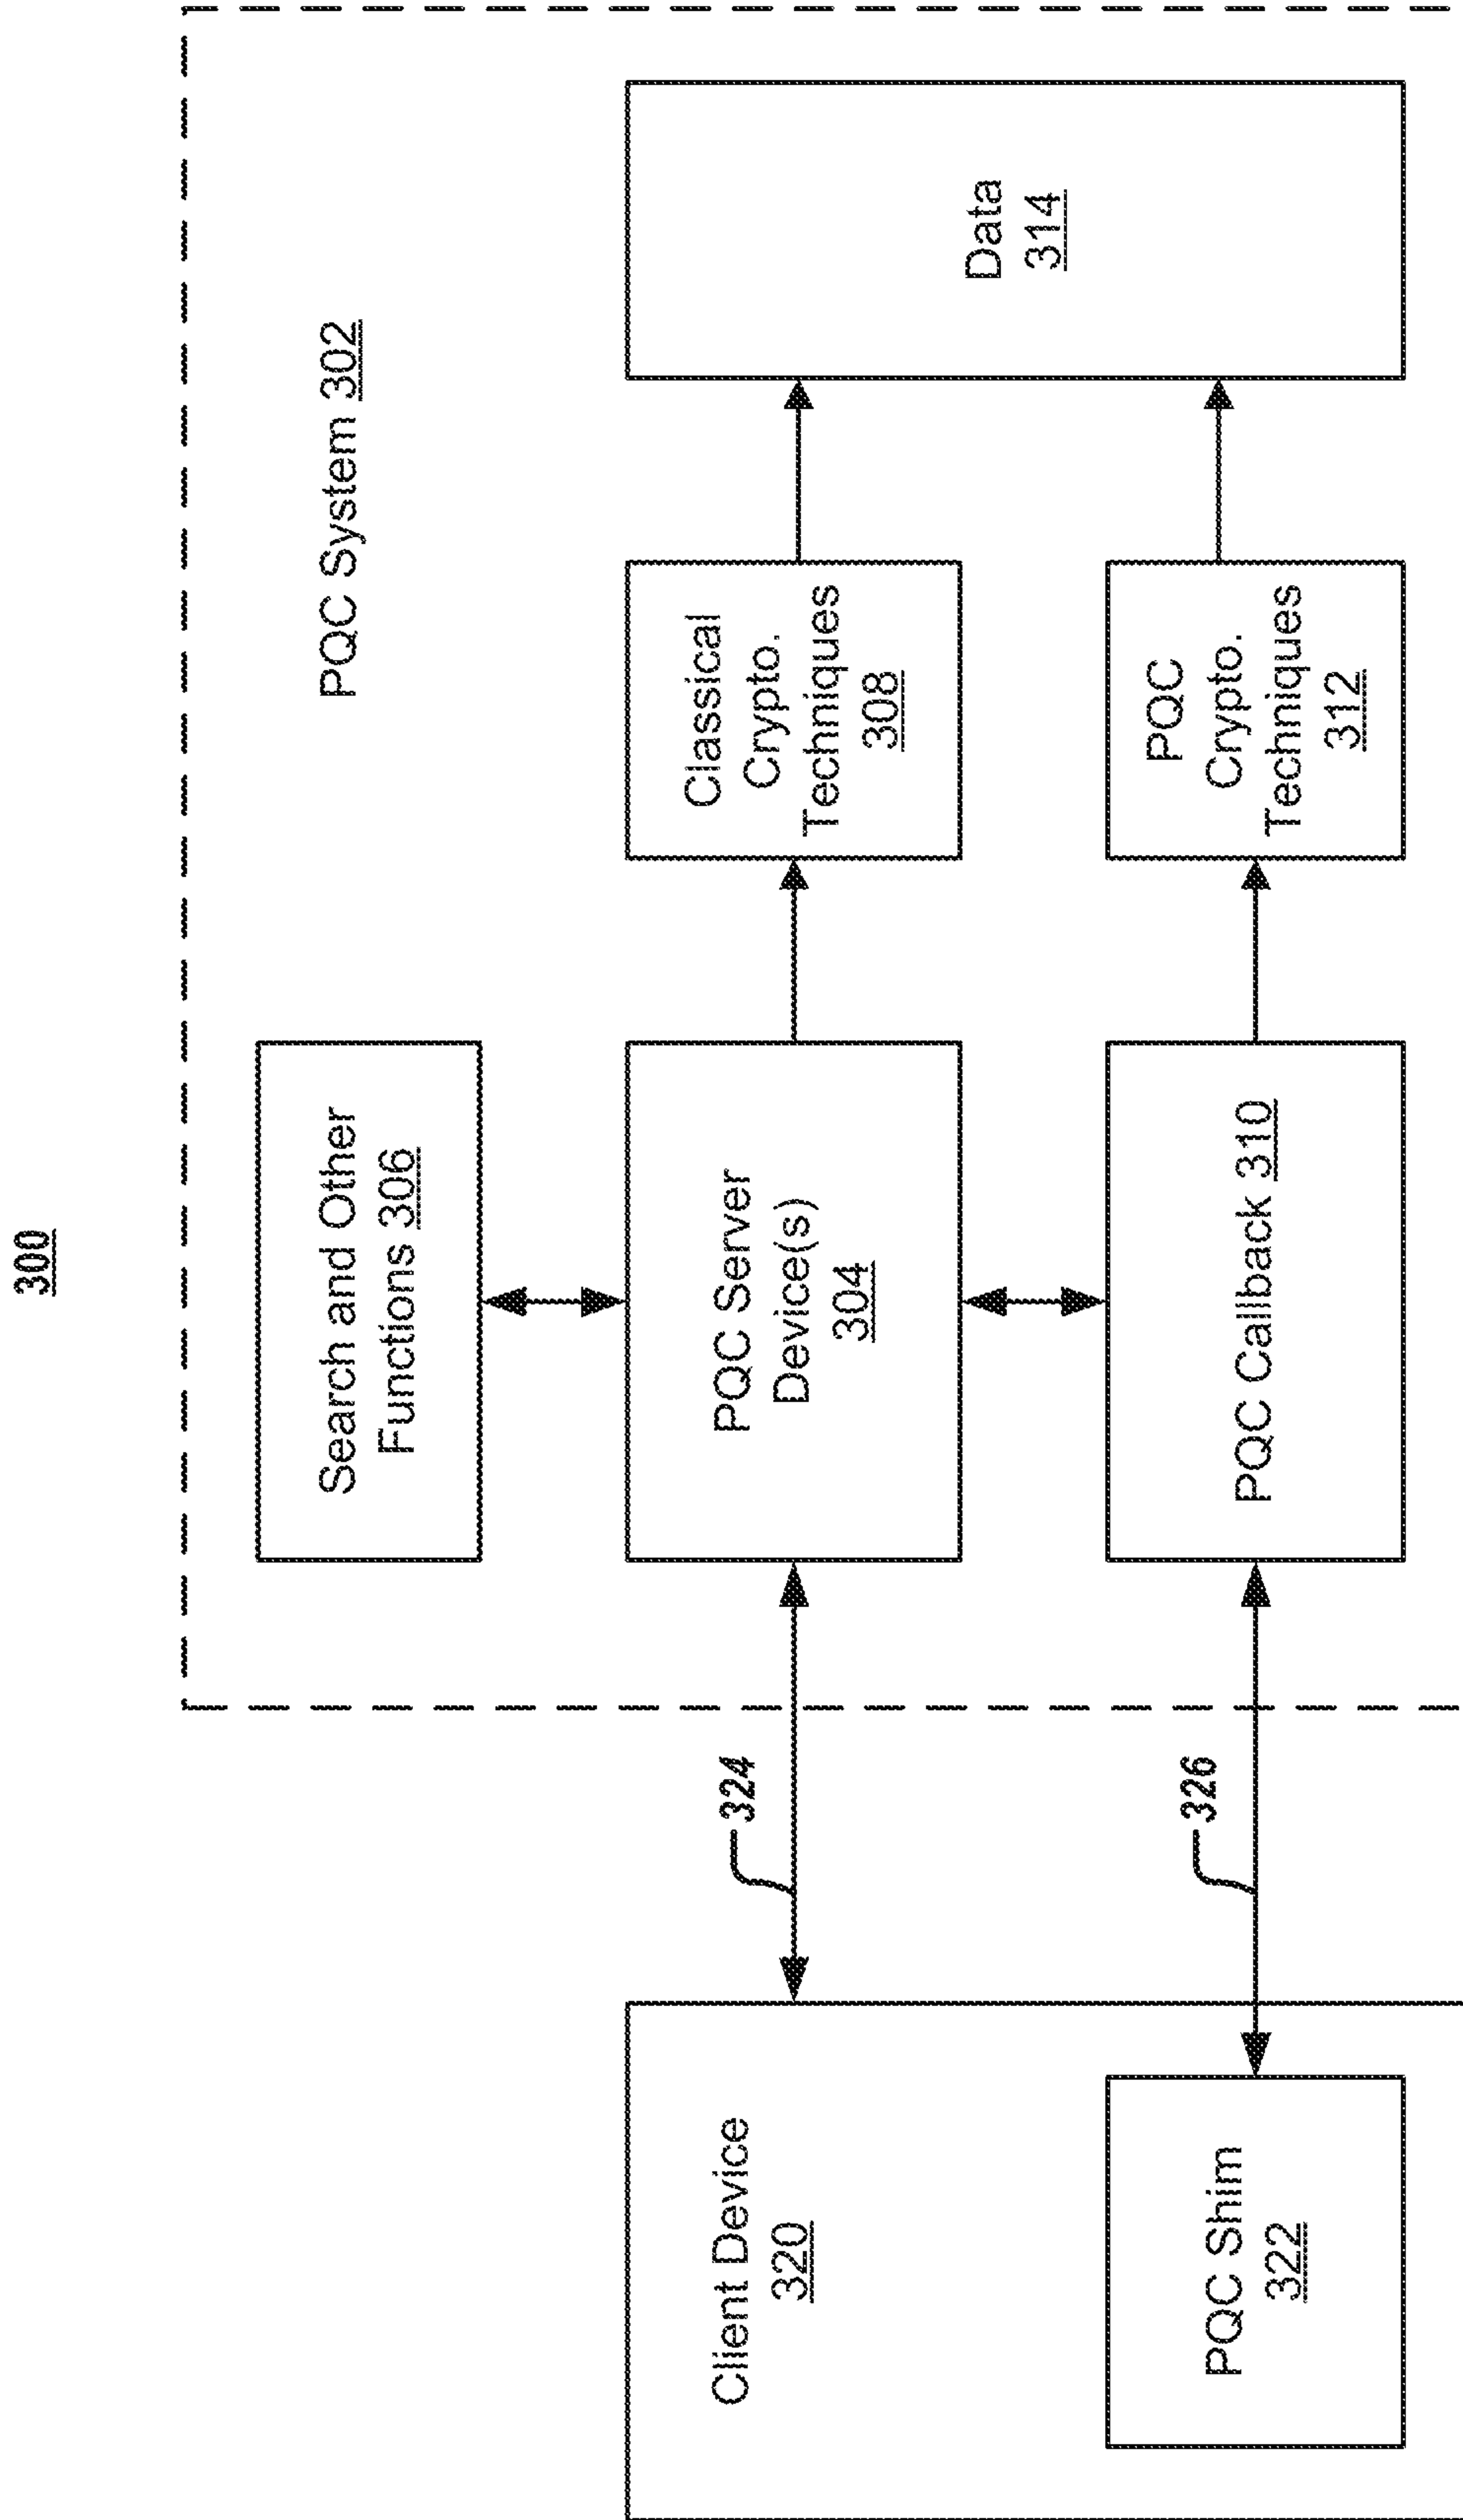 300
PQC System 302
Search and Other
Functions 306
Client Device
320
324
PQC Server
Device(s)
304
Classical
Crypto.
Techniques
308
Data
314
PQC Shim
322
326
PQC Callback 310
PQC
Crypto.
Techniques
312